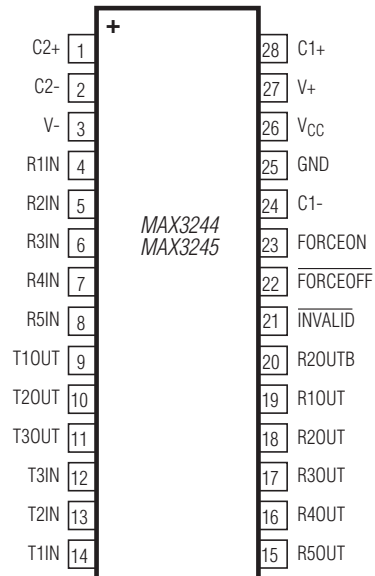 +
C2+ 1 28 C1+
C2- 2 27 V+
V- 3 26 VCC
R1IN 4 25 GND
R2IN 5 24 C1-
MAX3244
R3IN 6 23 FORCEON
MAX3245
R4IN 7 22 FORCEOFF
R5IN 8 21 INVALID
T1OUT 9 20 R2OUTB
T2OUT 10 19 R1OUT
T3OUT 11 18 R2OUT
T3IN 12 17 R3OUT
T2IN 13 16 R4OUT
T1IN 14 15 R5OUT